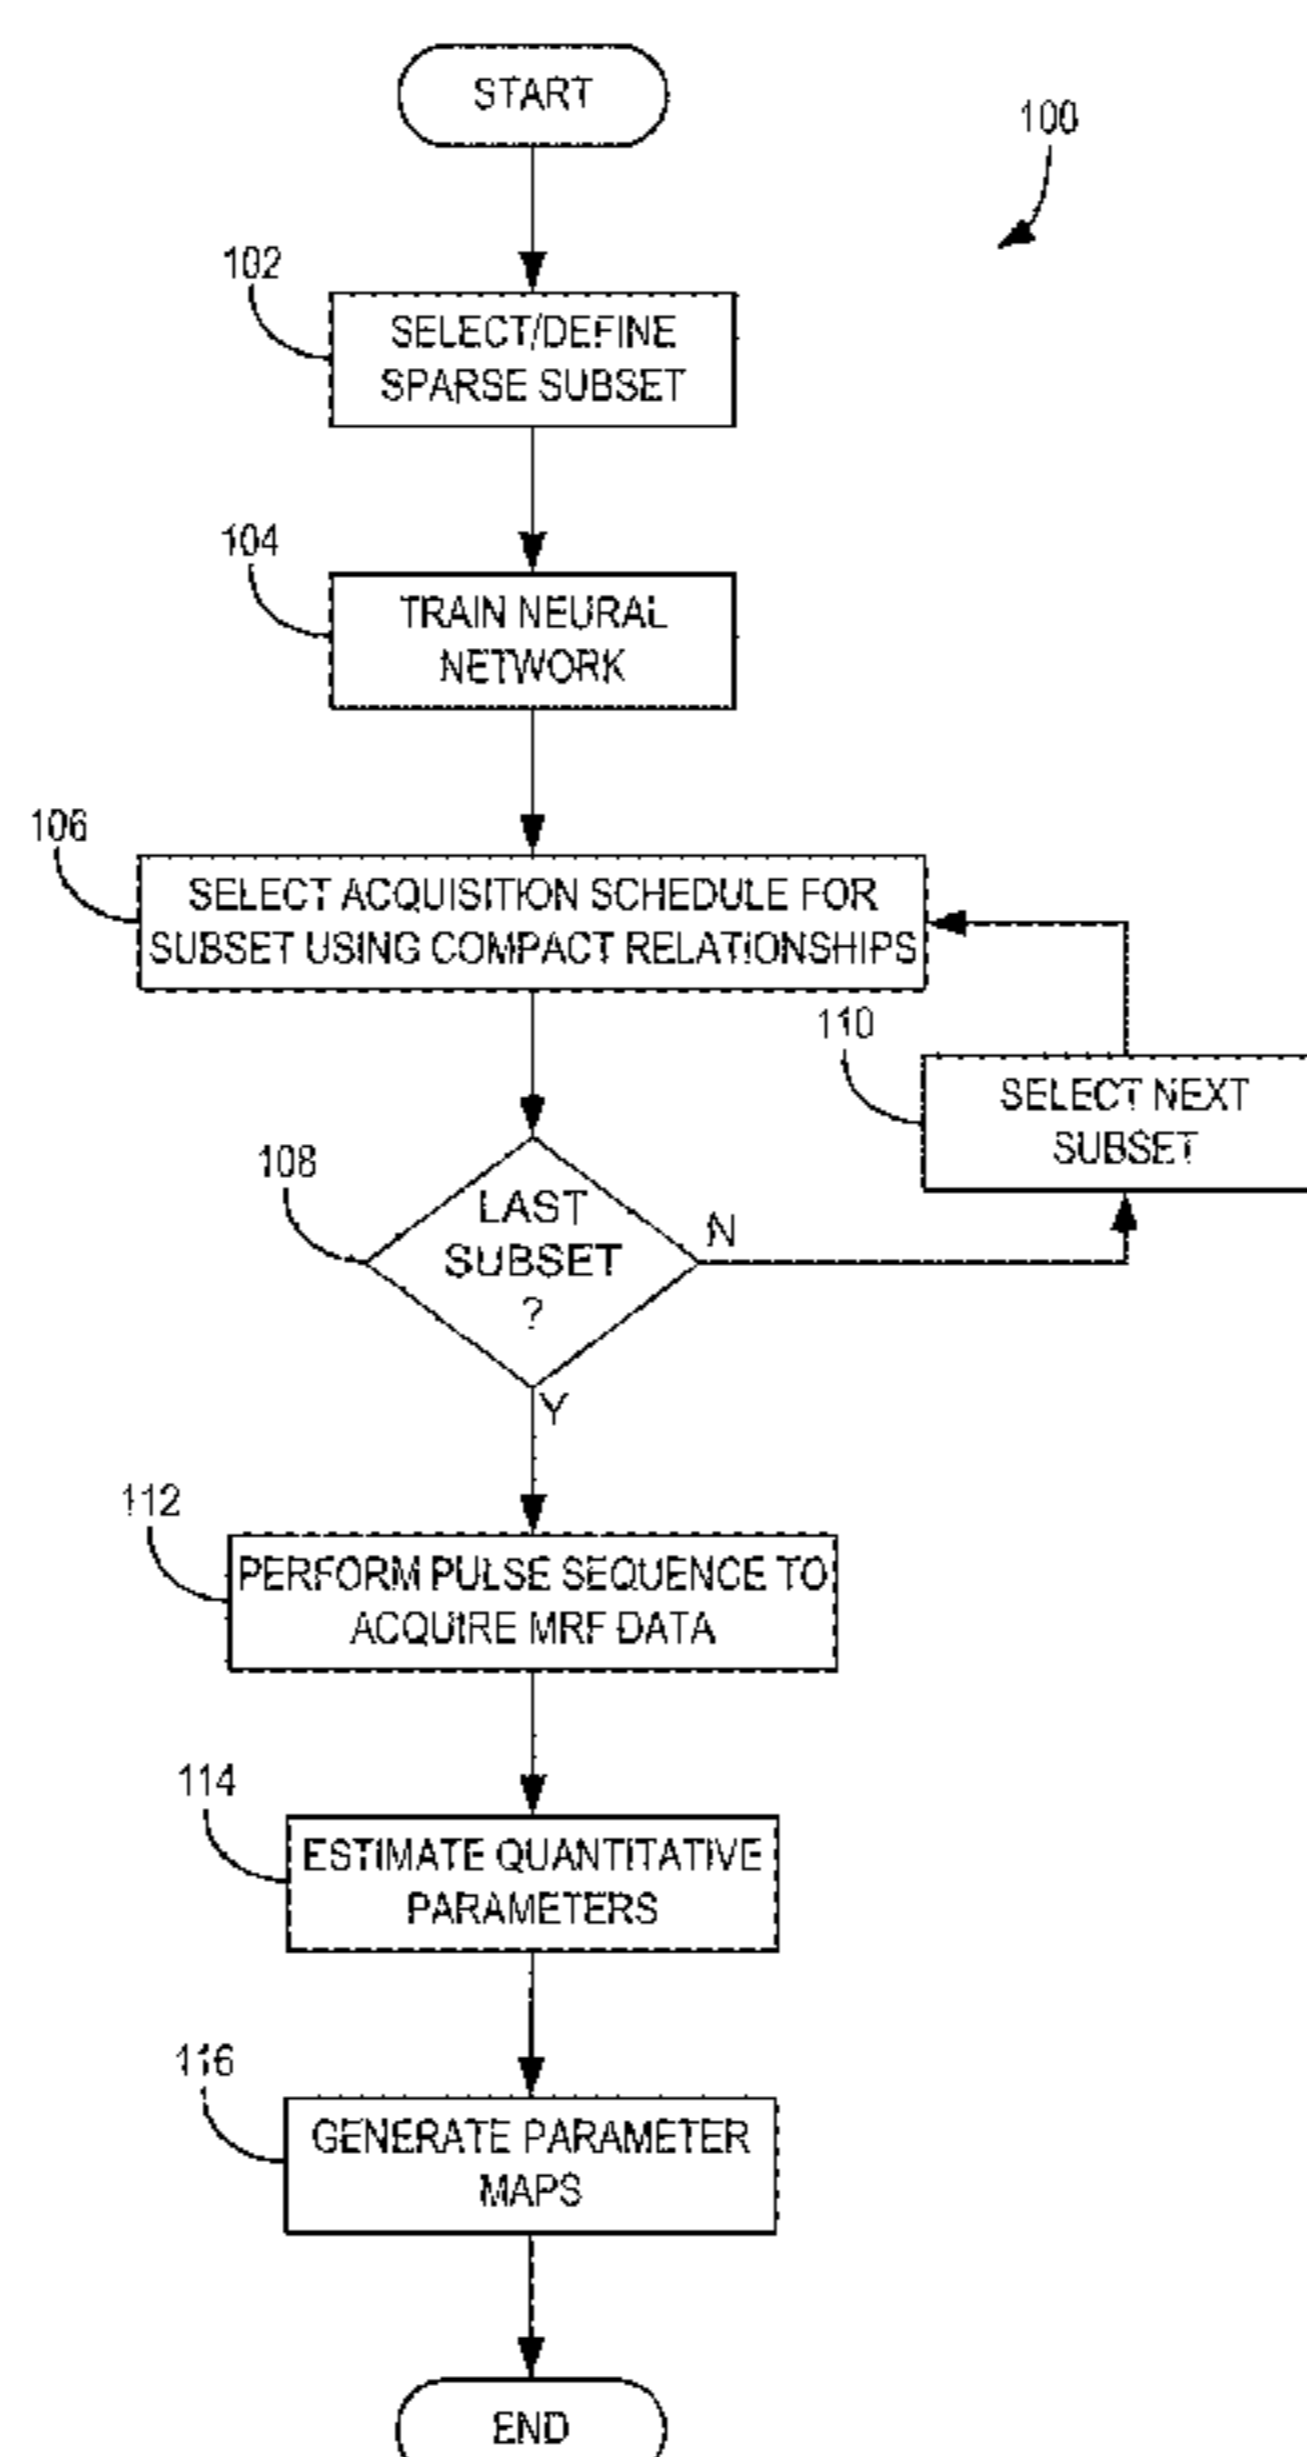 START
100
102
SELECT/DEFINE
SPARSE SUBSET
104
TRAIN NEURAL
NETWORK
106
SELECT ACQUISITION SCHEDULE FOR
SUBSET USING COMPACT RELATIONSHIPS
110
SELECT NEXT
SUBSET
108
LAST
SUBSET
?
N
Y
112
PERFORM PULSE SEQUENCE TO
ACQUIRE MRF DATA
114
ESTIMATE QUANTITATIVE
PARAMETERS
116
GENERATE PARAMETER
MAPS
END